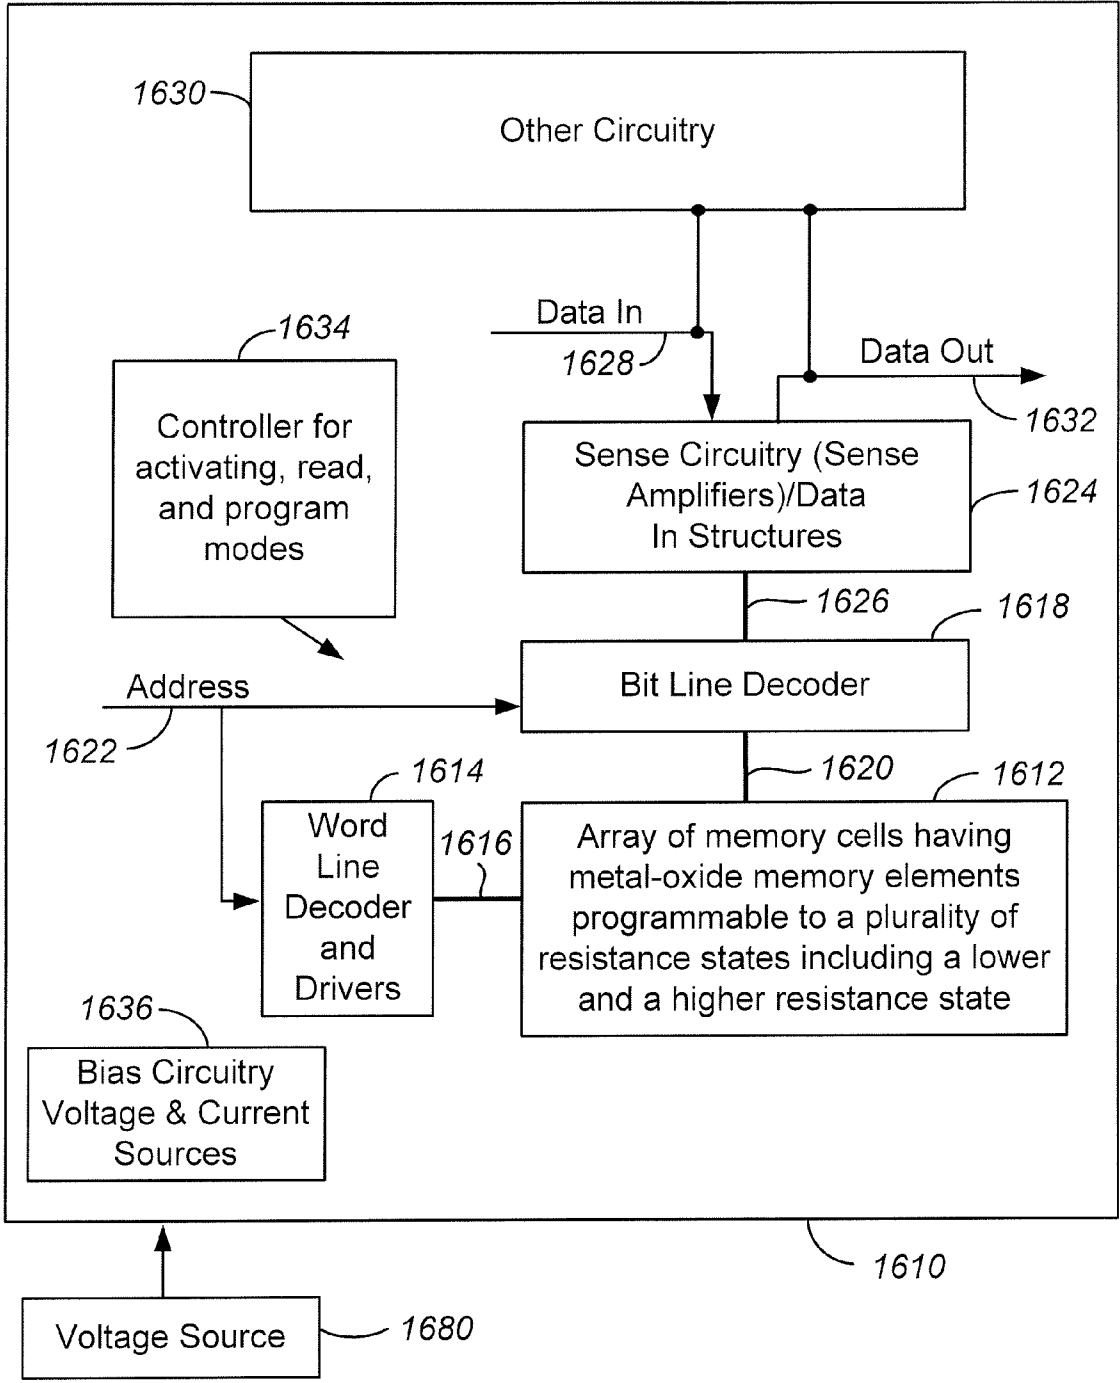 1630
Other Circuitry
Data In
1628
Data Out
1632
1634
Controller for
activating, read,
and program
modes
Sense Circuitry (Sense
Amplifiers)/Data
In Structures
1624
1626
1618
Bit Line Decoder
Address
1622
1620
1614
Word
Line
Decoder
and
Drivers
1616
1612
Array of memory cells having
metal-oxide memory elements
programmable to a plurality of
resistance states including a lower
and a higher resistance state
1636
Bias Circuitry
Voltage & Current
Sources
1610
Voltage Source
1680